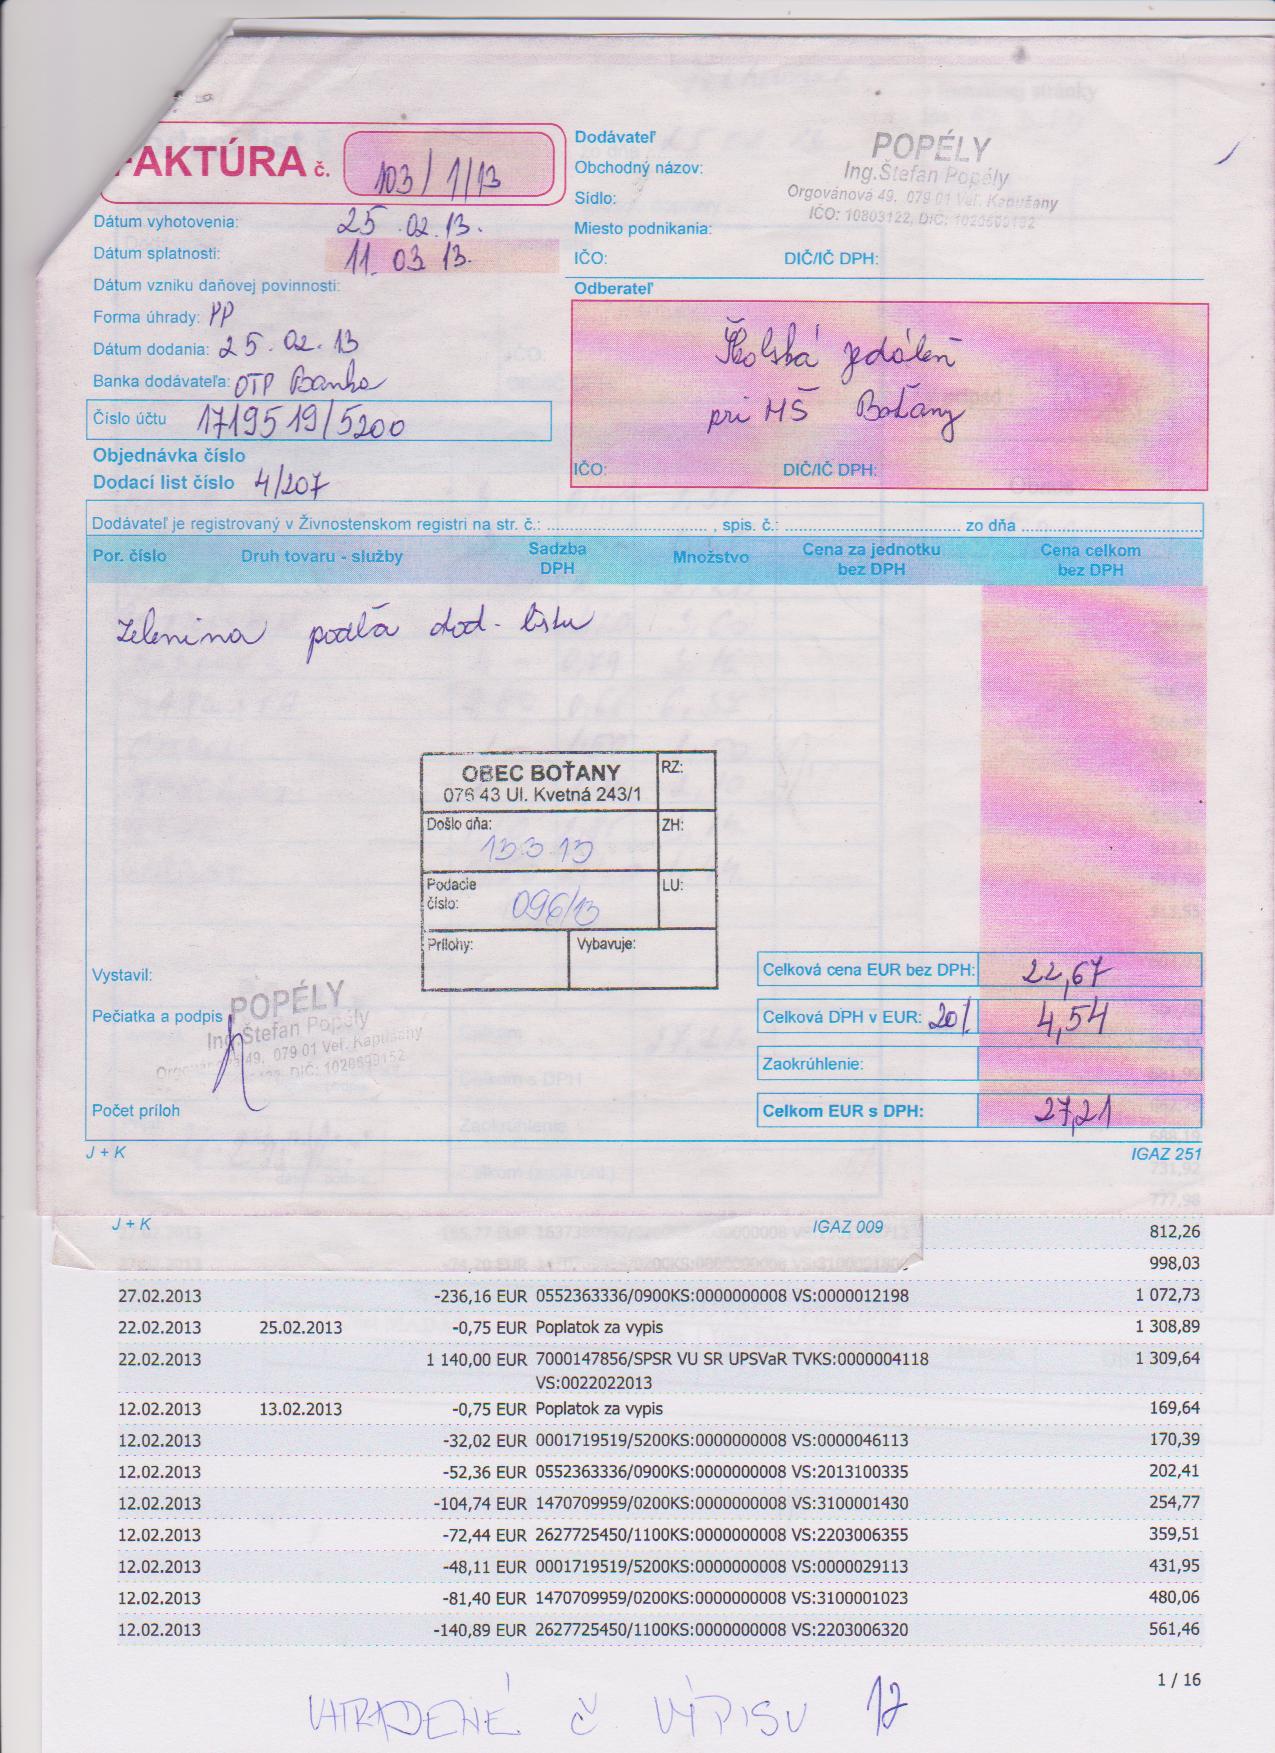 FAKTÚRA č. 103/1/13
Dátum vyhotovenia: 25.02.13.
Dátum splatnosti: 11.03.13.
Dátum vzniku daňovej povinnosti:
Forma úhrady: PP
Dátum dodania: 25.02.13
Banka dodávateľa: OTP Banka
Číslo účtu 1719519/5200
Objednávka číslo
Dodací list číslo 4/207
Dodávateľ
Obchodný názov:
Sídlo:
Miesto podnikania:
IČO: DIČ/IČ DPH:
POPÉLY
Ing.Štefan Popély
Orgovánová 49, 079 01 Veľ. Kapušany
IČO: 10803122, DIČ:
Odberateľ
Školská jedáleň
pri MŠ Boťany
IČO: DIČ/IČ DPH:
Dodávateľ je registrovaný v Živnostenskom registri na str. č.: , spis. č.: zo dňa
Por. číslo Druh tovaru - služby Sadzba DPH Množstvo Cena za jednotku bez DPH Cena celkom bez DPH
Zelenina podľa dod. listu
OBEC BOŤANY RZ:
076 43 Ul. Kvetná 243/1
Došlo dňa: 13.3.13 ZH:
Podacie číslo: 096/13 LU:
Prílohy: Vybavuje:
Vystavil:
Pečiatka a podpis
POPÉLY
Ing.Štefan Popély
49, 079 01 Veľ. Kapušany
DIČ:
Počet príloh
Celková cena EUR bez DPH: 22,67
Celková DPH v EUR: 20% 4,54
Zaokrúhlenie:
Celkom EUR s DPH: 27,21
J + K IGAZ 251
J + K IGAZ 009
812,26
998,03
27.02.2013 -236,16 EUR 0552363336/0900KS:0000000008 VS:0000012198 1 072,73
22.02.2013 25.02.2013 -0,75 EUR Poplatok za vypis 1 308,89
22.02.2013 1 140,00 EUR 7000147856/SPSR VU SR UPSVaR TVKS:0000004118 1 309,64
VS:0022022013
12.02.2013 13.02.2013 -0,75 EUR Poplatok za vypis 169,64
12.02.2013 -32,02 EUR 0001719519/5200KS:0000000008 VS:0000046113 170,39
12.02.2013 -52,36 EUR 0552363336/0900KS:0000000008 VS:2013100335 202,41
12.02.2013 -104,74 EUR 1470709959/0200KS:0000000008 VS:3100001430 254,77
12.02.2013 -72,44 EUR 2627725450/1100KS:0000000008 VS:2203006355 359,51
12.02.2013 -48,11 EUR 0001719519/5200KS:0000000008 VS:0000029113 431,95
12.02.2013 -81,40 EUR 1470709959/0200KS:0000000008 VS:3100001023 480,06
12.02.2013 -140,89 EUR 2627725450/1100KS:0000000008 VS:2203006320 561,46
1 / 16
UHRADENÉ Č VÝPISU 17